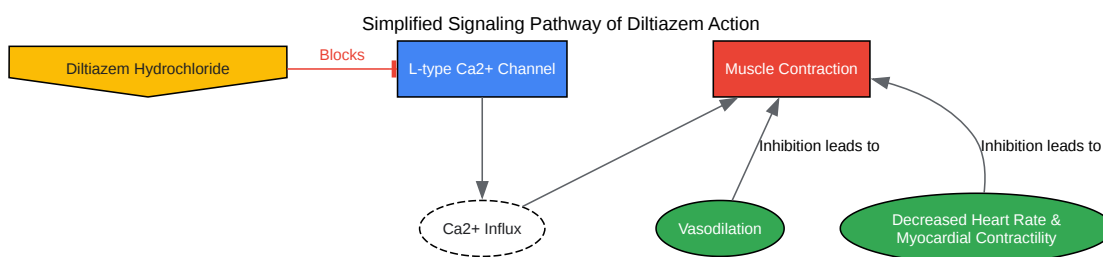 Simplified Signaling Pathway of Diltiazem Action
Diltiazem Hydrochloride
Blocks
L-type Ca2+ Channel
Muscle Contraction
Inhibition leads to
Inhibition leads to
Ca2+ Influx
Vasodilation
Decreased Heart Rate &
Myocardial Contractility